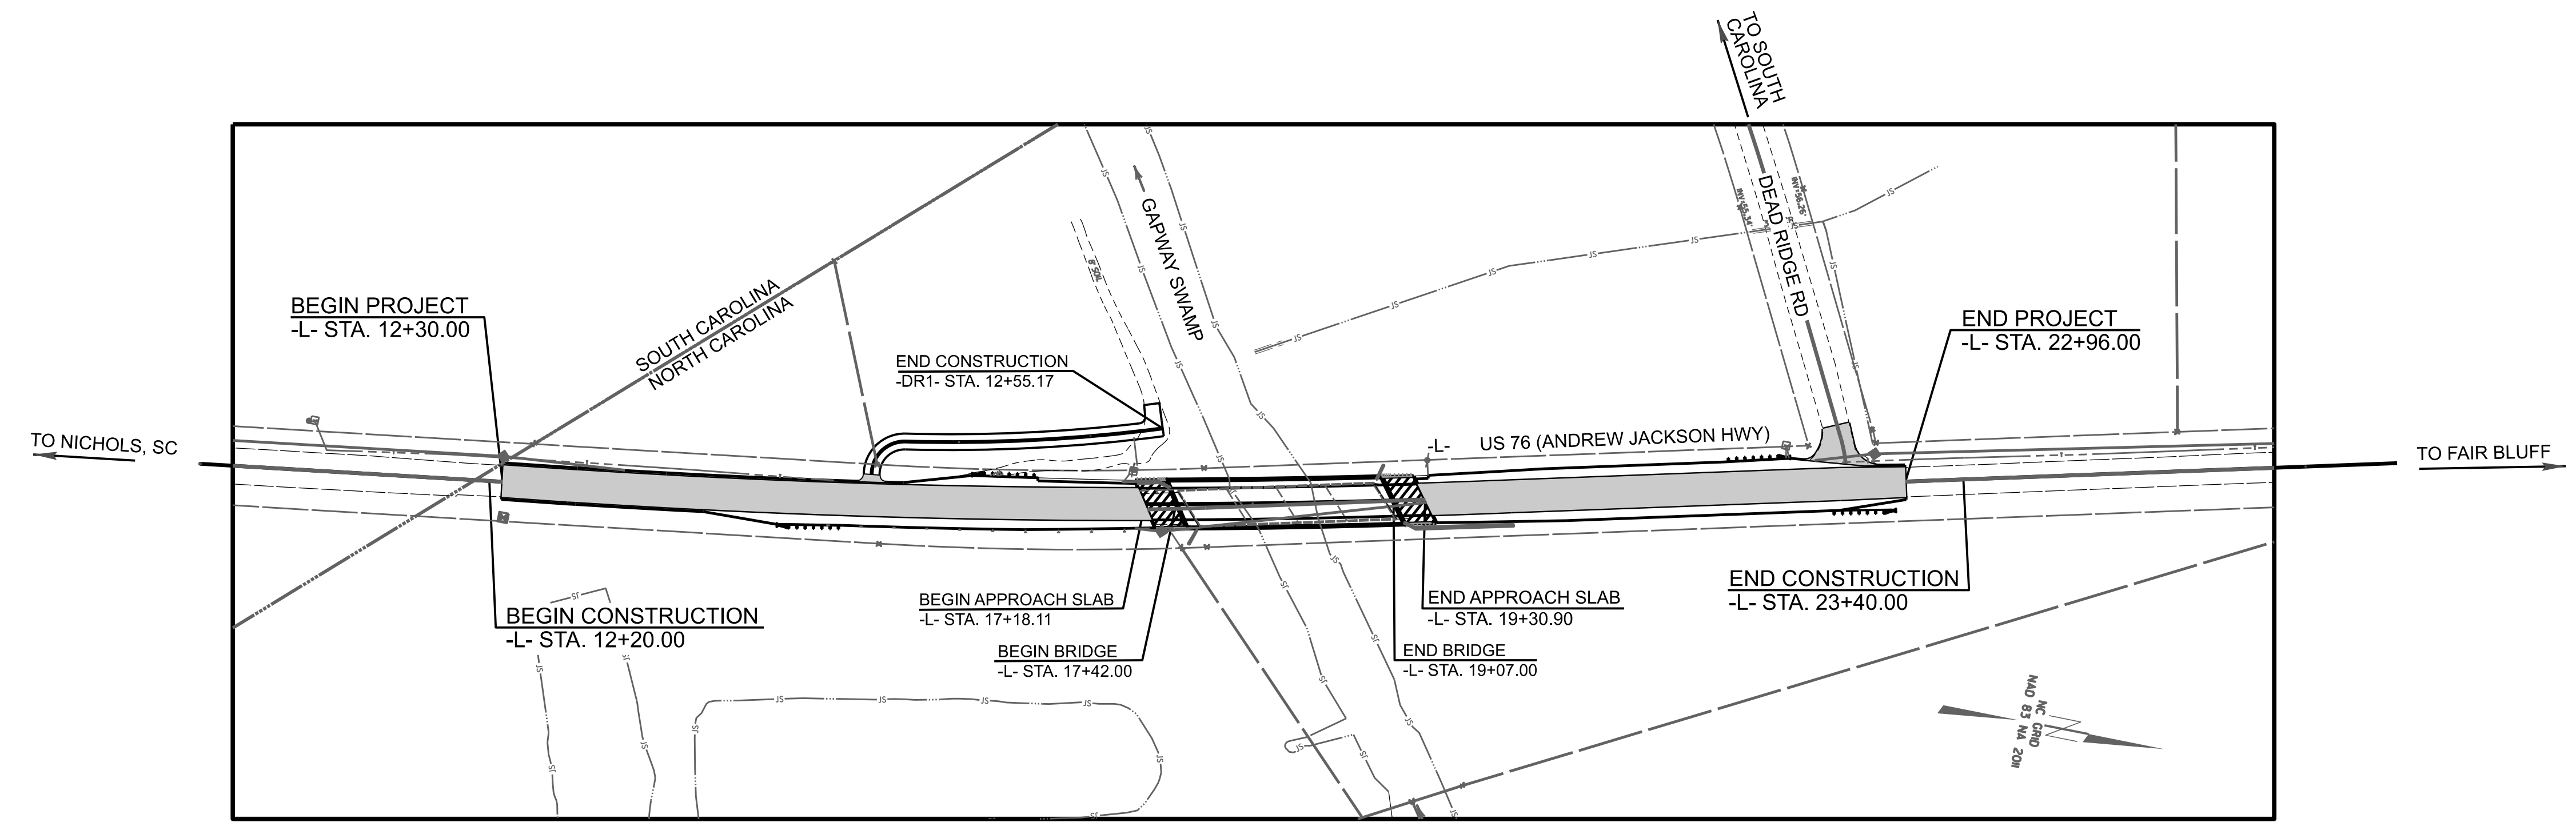 TO SOUTH
CAROLINA
BEGIN PROJECT
-L- STA. 12+30.00
SOUTH CAROLINA
NORTH CAROLINA
END CONSTRUCTION
-DR1- STA. 12+55.17
GAPWAY SWAMP
DEAD RIDGE RD
INV=56.26'
END PROJECT
-L- STA. 22+96.00
TO NICHOLS, SC
-L- US 76 (ANDREW JACKSON HWY)
TO FAIR BLUFF
BEGIN CONSTRUCTION
-L- STA. 12+20.00
BEGIN APPROACH SLAB
-L- STA. 17+18.11
BEGIN BRIDGE
-L- STA. 17+42.00
END APPROACH SLAB
-L- STA. 19+30.90
END BRIDGE
-L- STA. 19+07.00
END CONSTRUCTION
-L- STA. 23+40.00
NC GRID
NAD 83 NA 2011